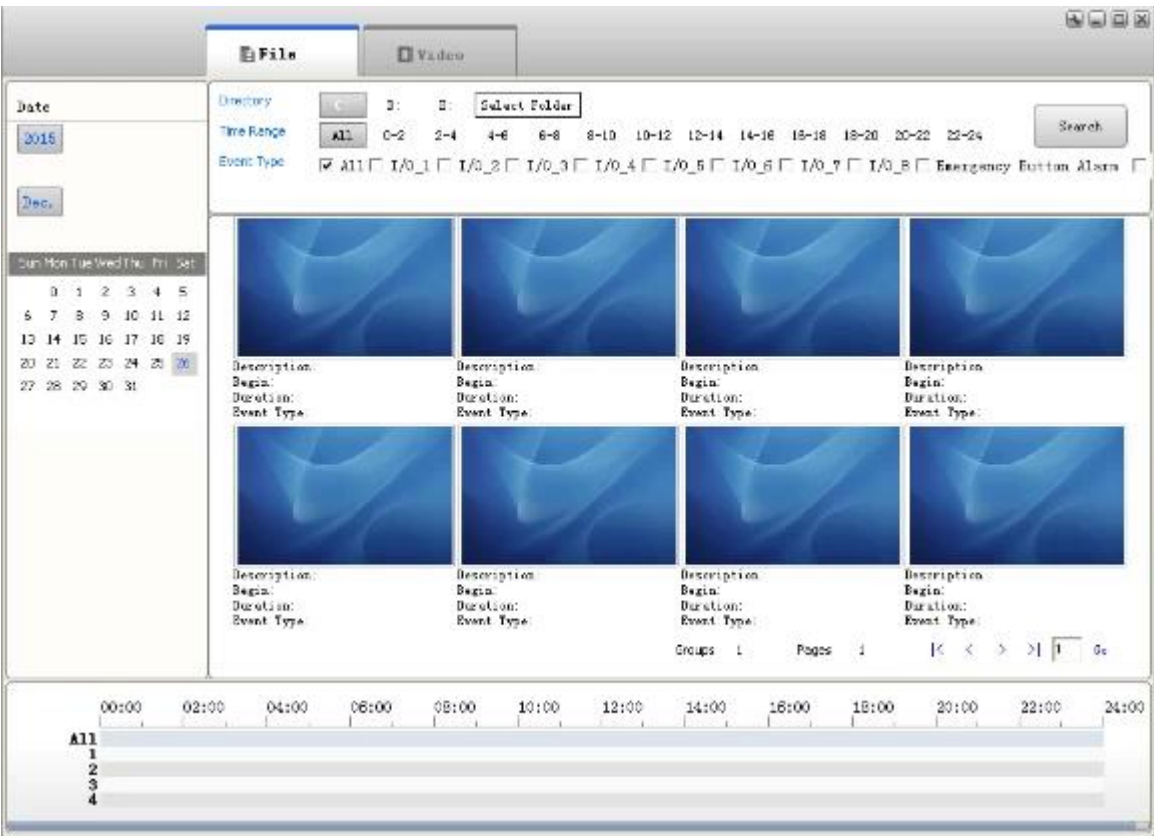 File Video
Date
2015
Dec.
Sun Mon Tue Wed Thu Fri Sat
0 1 2 3 4 5
6 7 8 9 10 11 12
13 14 15 16 17 18 19
20 21 22 23 24 25 26
27 28 29 30 31
Directory Select Folder
Time Range All 0-2 2-4 4-6 6-8 8-10 10-12 12-14 14-16 16-18 18-20 20-22 22-24
Search
Event Type All I/O_1 I/O_2 I/O_3 I/O_4 I/O_5 I/O_6 I/O_7 I/O_8 Emergency Button Alarm
Description: Description: Description: Description:
Begin: Begin: Begin: Begin:
Duration: Duration: Duration: Duration:
Event Type: Event Type: Event Type: Event Type:
Description: Description: Description: Description:
Begin: Begin: Begin: Begin:
Duration: Duration: Duration: Duration:
Event Type: Event Type: Event Type: Event Type:
Groups 1 Pages 1 |< < > >| 1 Go
00:00 02:00 04:00 06:00 08:00 10:00 12:00 14:00 16:00 18:00 20:00 22:00 24:00
All
1
2
3
4